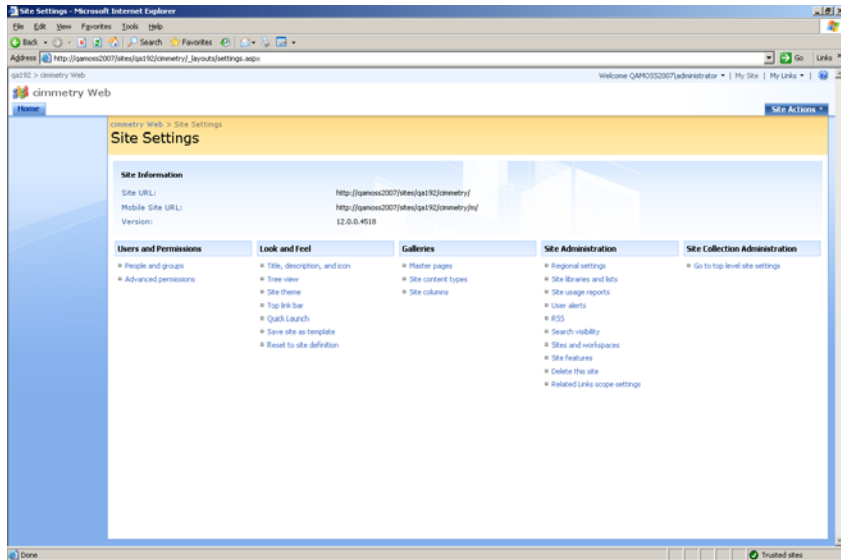 Site Settings - Microsoft Internet Explorer
File Edit View Favorites Tools Help
Back Search Favorites
Address http://qamoss2007/sites/qa192/cimmetry/_layouts/settings.aspx Go Links
qa192 > cimmetry Web Welcome QAMOSS2007\administrator | My Site | My Links
cimmetry Web
Home Site Actions
cimmetry Web > Site Settings
Site Settings
Site Information
Site URL: http://qamoss2007/sites/qa192/cimmetry/
Mobile Site URL: http://qamoss2007/sites/qa192/cimmetry/m/
Version: 12.0.0.4518
Users and Permissions Look and Feel Galleries Site Administration Site Collection Administration
People and groups Title, description, and icon Master pages Regional settings Go to top level site settings
Advanced permissions Tree view Site content types Site libraries and lists
Site theme Site columns Site usage reports
Top link bar User alerts
Quick Launch RSS
Save site as template Search visibility
Reset to site definition Sites and workspaces
Site features
Delete this site
Related Links scope settings
Done Trusted sites